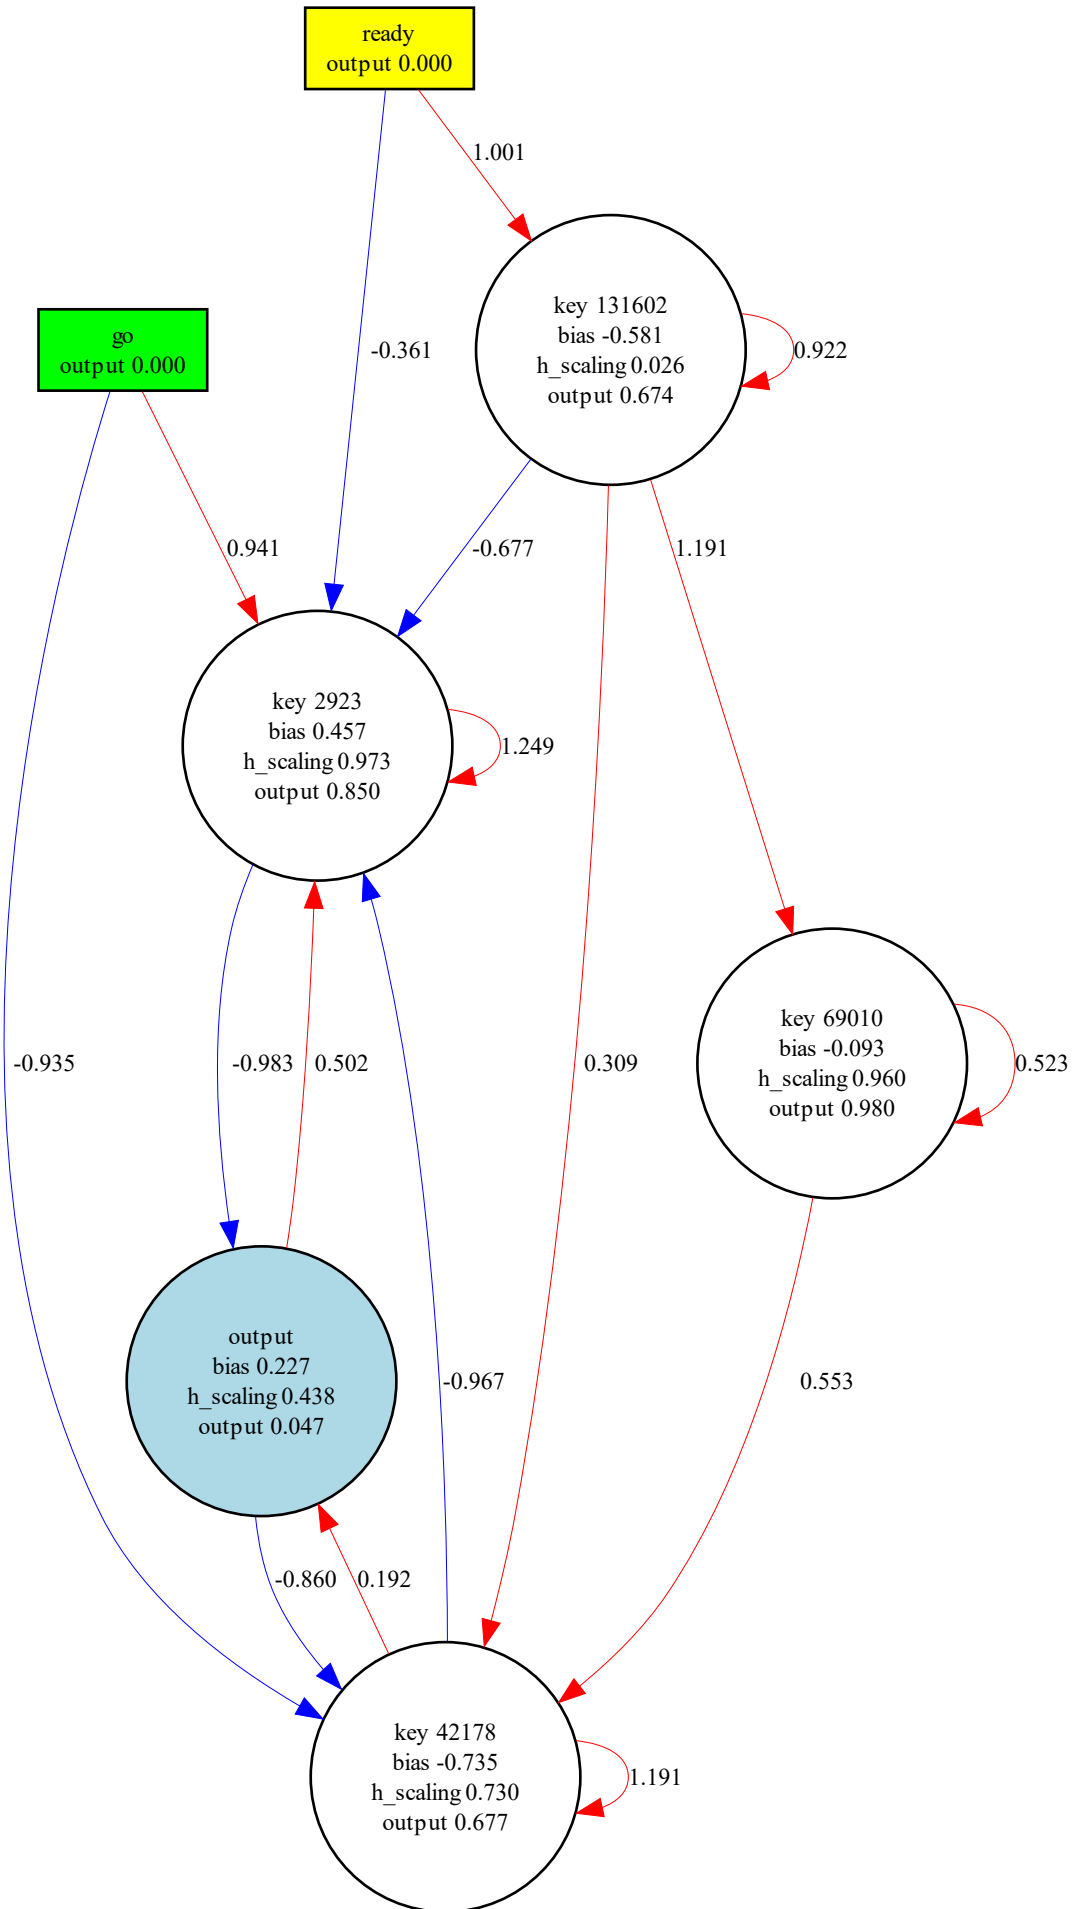 ready
output 0.000
1.001
key 131602
bias -0.581
h_scaling 0.026
output 0.674
0.922
-0.361
go
output 0.000
0.941
-0.677
1.191
key 2923
bias 0.457
h_scaling 0.973
output 0.850
1.249
-0.935
-0.983
0.502
0.309
key 69010
bias -0.093
h_scaling 0.960
output 0.980
0.523
output
bias 0.227
h_scaling 0.438
output 0.047
-0.967
0.553
-0.860
0.192
key 42178
bias -0.735
h_scaling 0.730
output 0.677
1.191